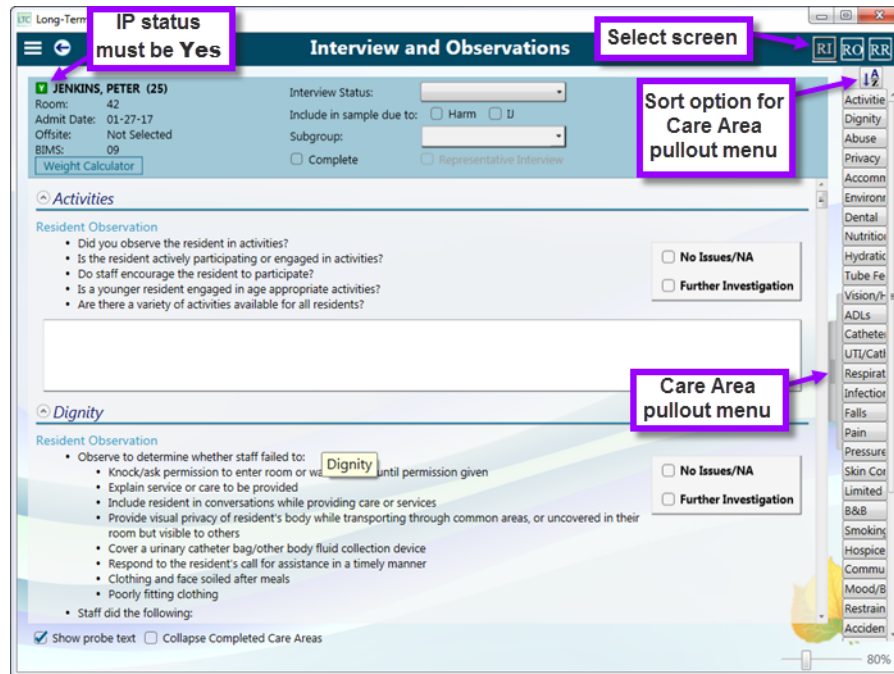 LTC Long-Term
IP status
must be Yes
Interview and Observations
Select screen
RI RO RR
Y JENKINS, PETER (25)
Room: 42
Admit Date: 01-27-17
Offsite: Not Selected
BIMS: 09
Weight Calculator
Interview Status:
Include in sample due to: Harm IJ
Subgroup:
Complete Representative Interview
Sort option for
Care Area
pullout menu
A
Z
Activities
Resident Observation
• Did you observe the resident in activities?
• Is the resident actively participating or engaged in activities?
• Do staff encourage the resident to participate?
• Is a younger resident engaged in age appropriate activities?
• Are there a variety of activities available for all residents?
No Issues/NA
Further Investigation
Care Area
pullout menu
Dignity
Resident Observation
• Observe to determine whether staff failed to:
• Knock/ask permission to enter room or wa until permission given
Dignity
• Explain service or care to be provided
• Include resident in conversations while providing care or services
• Provide visual privacy of resident's body while transporting through common areas, or uncovered in their
room but visible to others
• Cover a urinary catheter bag/other body fluid collection device
• Respond to the resident's call for assistance in a timely manner
• Clothing and face soiled after meals
• Poorly fitting clothing
• Staff did the following:
No Issues/NA
Further Investigation
Show probe text Collapse Completed Care Areas
Activitie
Dignity
Abuse
Privacy
Accomn
Environr
Dental
Nutrition
Hydratic
Tube Fe
Vision/H
ADLs
Cathete
UTI/Cath
Respirat
Infection
Falls
Pain
Pressure
Skin Cor
Limited
B&B
Smoking
Hospice
Commu
Mood/B
Restrain
Acciden
80%